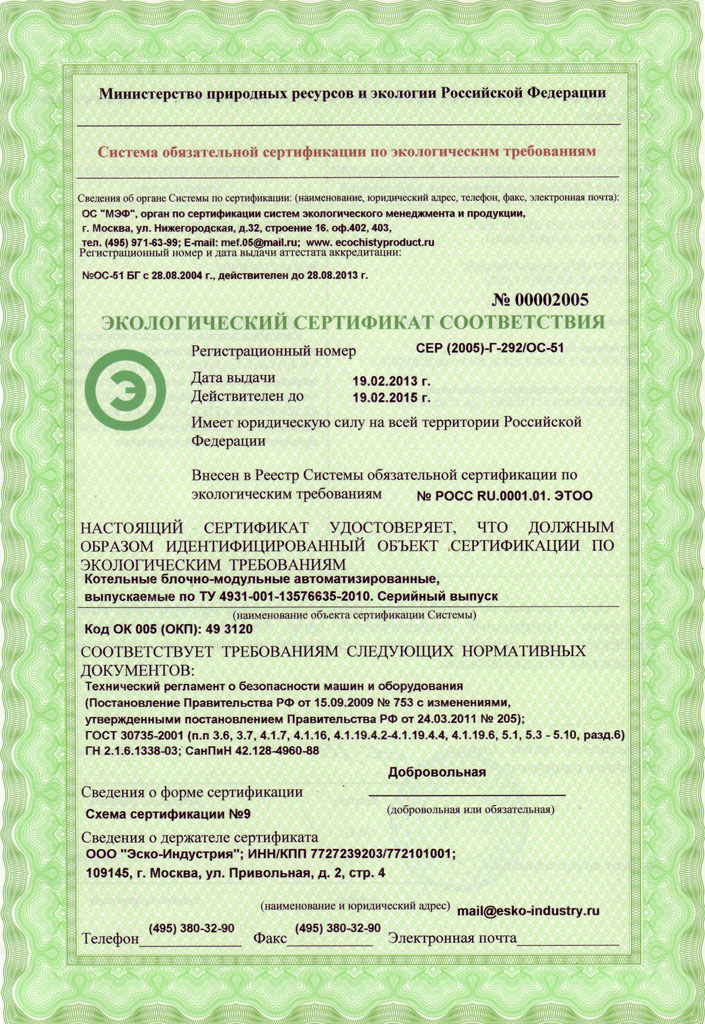 Министерство природных ресурсов и экологии Российской Федерации
Система обязательной сертификации по экологическим требованиям
Сведения об органе Системы по сертификации: (наименование, юридический адрес, телефон, факс, электронная почта):
ОС "МЭФ", орган по сертификации систем экологического менеджмента и продукции,
г. Москва, ул. Нижегородская, д.32, строение 16. оф.402, 403,
тел. (495) 971-63-99; E-mail: mef.05@mail.ru; www. ecochistyproduct.ru
Регистрационный номер и дата выдачи аттестата аккредитации:
№ОС-51 БГ с 28.08.2004 г., действителен до 28.08.2013 г.
№ 00002005
ЭКОЛОГИЧЕСКИЙ СЕРТИФИКАТ СООТВЕТСТВИЯ
Регистрационный номер СЕР (2005)-Г-292/ОС-51
Э
Дата выдачи 19.02.2013 г.
Действителен до 19.02.2015 г.
Имеет юридическую силу на всей территории Российской
Федерации
Внесен в Реестр Системы обязательной сертификации по
экологическим требованиям № РОСС RU.0001.01. ЭТОО
НАСТОЯЩИЙ СЕРТИФИКАТ УДОСТОВЕРЯЕТ, ЧТО ДОЛЖНЫМ
ОБРАЗОМ ИДЕНТИФИЦИРОВАННЫЙ ОБЪЕКТ СЕРТИФИКАЦИИ ПО
ЭКОЛОГИЧЕСКИМ ТРЕБОВАНИЯМ
Котельные блочно-модульные автоматизированные,
выпускаемые по ТУ 4931-001-13576635-2010. Серийный выпуск
(наименование объекта сертификации Системы)
Код ОК 005 (ОКП): 49 3120
СООТВЕТСТВУЕТ ТРЕБОВАНИЯМ СЛЕДУЮЩИХ НОРМАТИВНЫХ
ДОКУМЕНТОВ:
Технический регламент о безопасности машин и оборудования
(Постановление Правительства РФ от 15.09.2009 № 753 с изменениями,
утвержденными постановлением Правительства РФ от 24.03.2011 № 205);
ГОСТ 30735-2001 (п.п 3.6, 3.7, 4.1.7, 4.1.16, 4.1.19.4.2-4.1.19.4.4, 4.1.19.6, 5.1, 5.3 - 5.10, разд.6)
ГН 2.1.6.1338-03; СанПиН 42.128-4960-88
Добровольная
Сведения о форме сертификации
(добровольная или обязательная)
Схема сертификации №9
Сведения о держателе сертификата
ООО "Эско-Индустрия"; ИНН/КПП 7727239203/772101001;
109145, г. Москва, ул. Привольная, д. 2, стр. 4
(наименование и юридический адрес) mail@esko-industry.ru
(495) 380-32-90 (495) 380-32-90
Телефон Факс Электронная почта